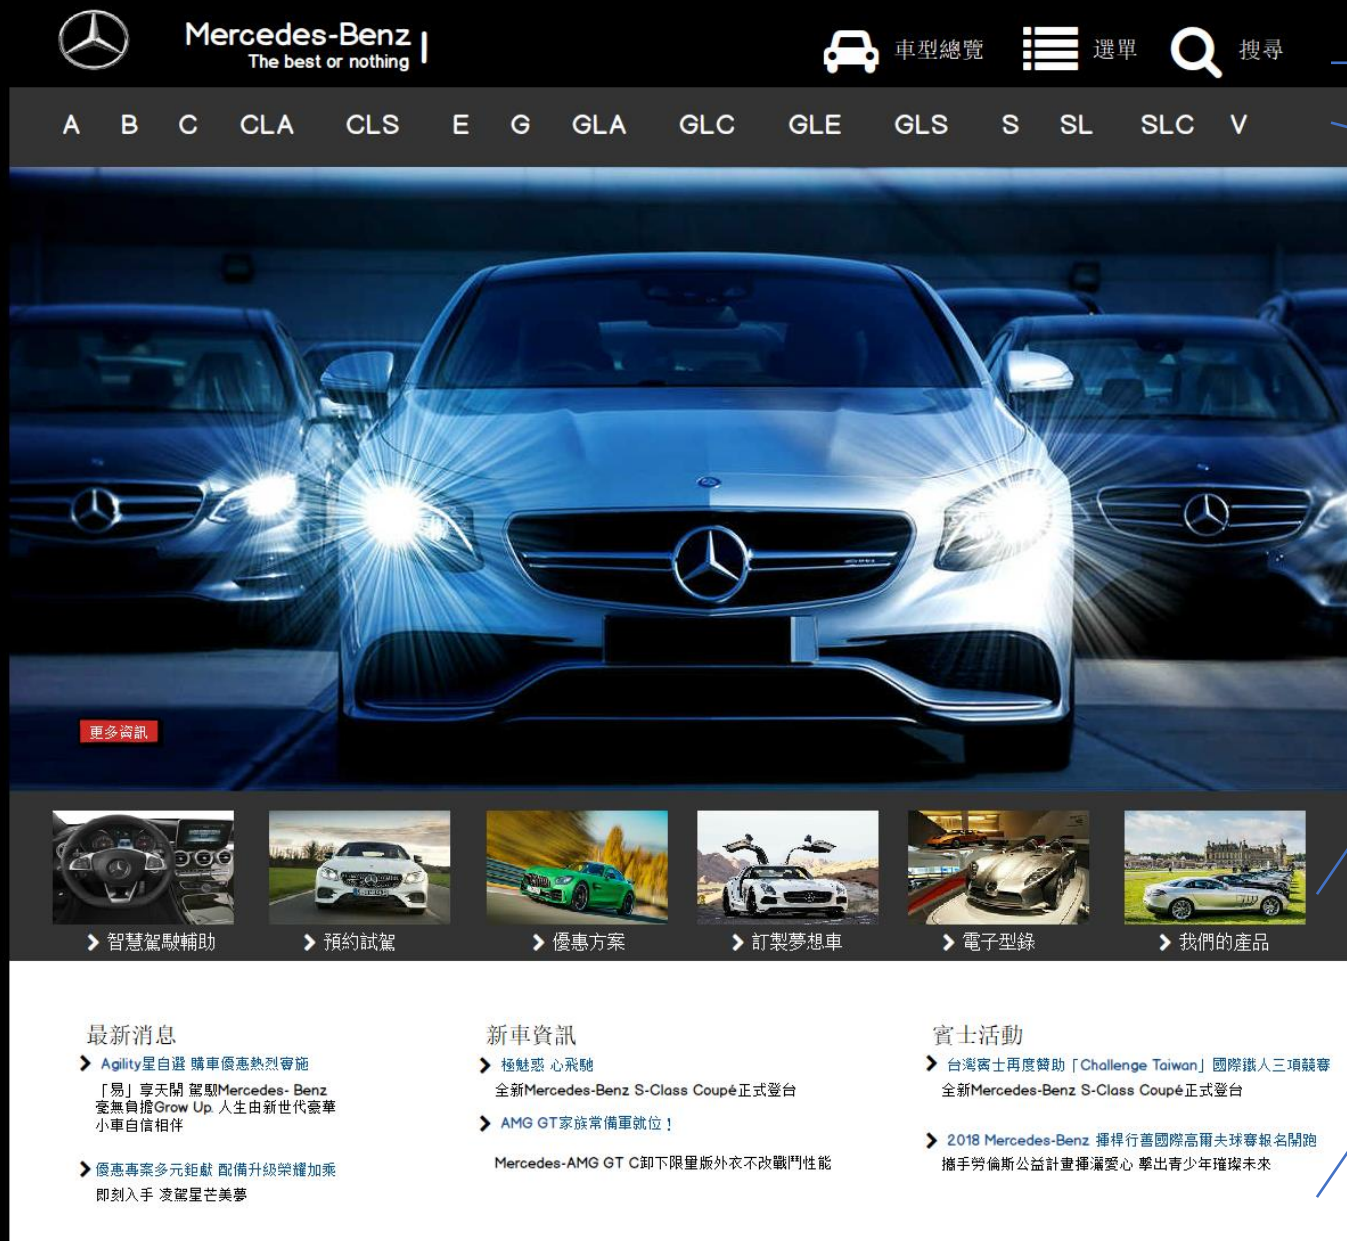 Mercedes-Benz
The best or nothing
車型總覽 選單 搜尋
A B C CLA CLS E G GLA GLC GLE GLS S SL SLC V
更多資訊
智慧駕駛輔助 預約試駕 優惠方案 訂製夢想車 電子型錄 我們的產品
最新消息
Agility星自選 購車優惠熱烈實施
「易」享天開 駕馭Mercedes- Benz
毫無負擔Grow Up. 人生由新世代豪華
小車自信相伴
優惠專案多元鉅獻 配備升級榮耀加乘
即刻入手 凌駕星芒美夢
新車資訊
極魅惑 心飛馳
全新Mercedes-Benz S-Class Coupé正式登台
AMG GT家族常備軍就位！
Mercedes-AMG GT C卸下限量版外衣不改戰鬥性能
賓士活動
台灣賓士再度贊助「Challenge Taiwan」國際鐵人三項競賽
全新Mercedes-Benz S-Class Coupé正式登台
2018 Mercedes-Benz 揮桿行善國際高爾夫球賽報名開跑
攜手勞倫斯公益計畫揮灑愛心 擊出青少年璀璨未來